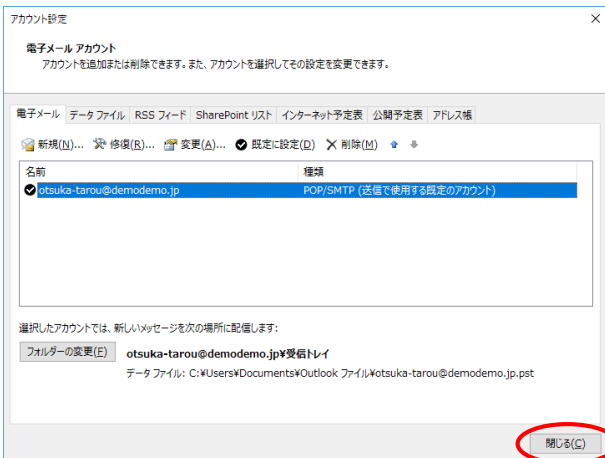 アカウント設定
電子メール アカウント
アカウントを追加または削除できます。また、アカウントを選択してその設定を変更できます。
電子メール データ ファイル RSS フィード SharePoint リスト インターネット予定表 公開予定表 アドレス帳
新規(N)... 修復(R)... 変更(A)... 既定に設定(D) 削除(M)
名前 種類
otsuka-tarou@demodemo.jp POP/SMTP (送信で使用する既定のアカウント)
選択したアカウントでは、新しいメッセージを次の場所に配信します:
フォルダーの変更(F) otsuka-tarou@demodemo.jp¥受信トレイ
データ ファイル: C:¥Users¥Documents¥Outlook ファイル¥otsuka-tarou@demodemo.jp.pst
閉じる(C)